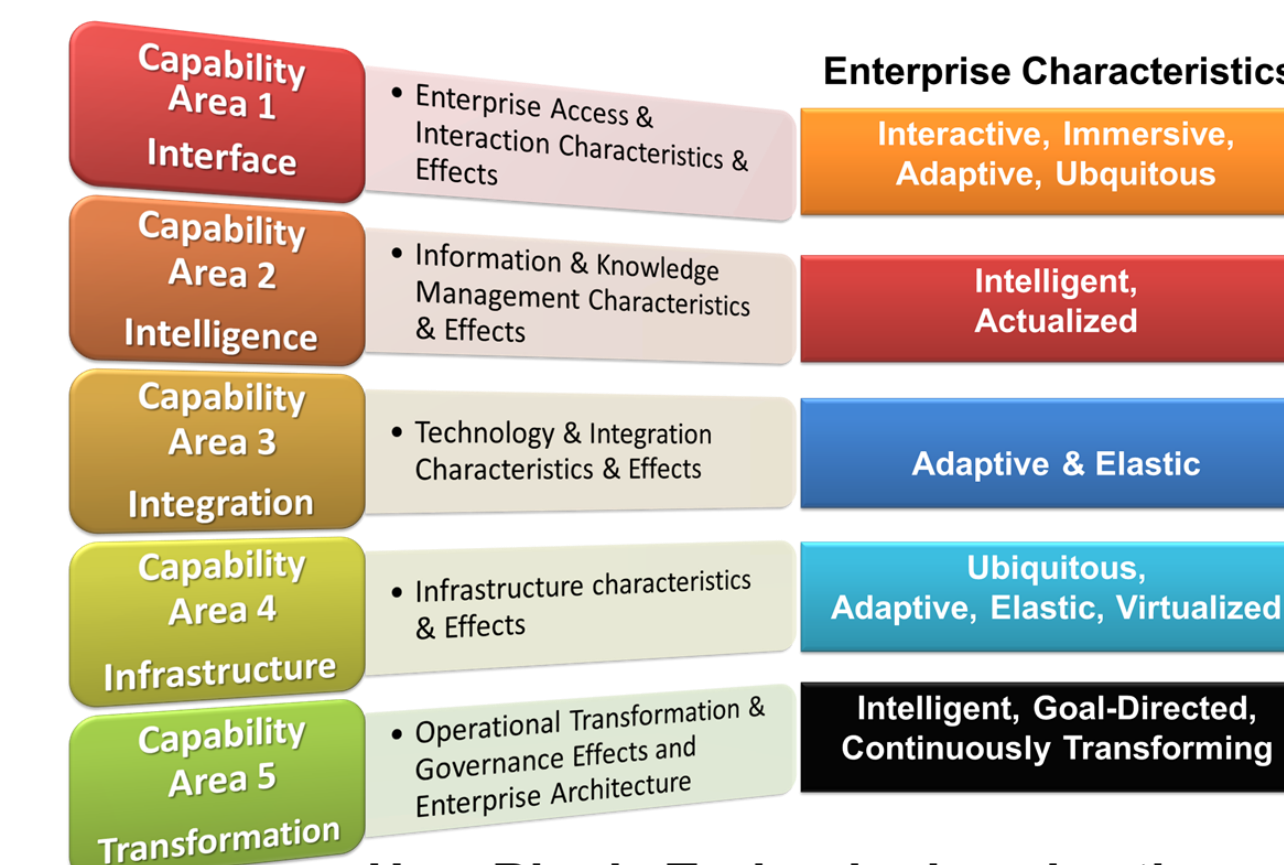 Enterprise Characteristics
Capability
Area 1
Interface
• Enterprise Access &
Interaction Characteristics &
Effects
Interactive, Immersive,
Adaptive, Ubquitous
Capability
Area 2
Intelligence
• Information & Knowledge
Management Characteristics
& Effects
Intelligent,
Actualized
Capability
Area 3
Integration
• Technology & Integration
Characteristics & Effects
Adaptive & Elastic
Capability
Area 4
Infrastructure
• Infrastructure characteristics
& Effects
Ubiquitous,
Adaptive, Elastic, Virtualized
Capability
Area 5
Transformation
• Operational Transformation &
Governance Effects and
Enterprise Architecture
Intelligent, Goal-Directed,
Continuously Transforming